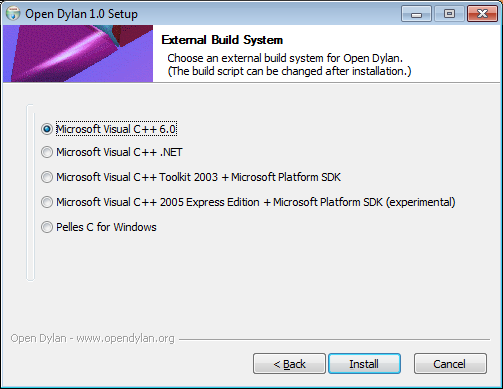 Open Dylan 1.0 Setup
External Build System
Choose an external build system for Open Dylan.
(The build script can be changed after installation.)
Microsoft Visual C++ 6.0
Microsoft Visual C++ .NET
Microsoft Visual C++ Toolkit 2003 + Microsoft Platform SDK
Microsoft Visual C++ 2005 Express Edition + Microsoft Platform SDK (experimental)
Pelles C for Windows
Open Dylan - www.opendylan.org
< Back Install Cancel